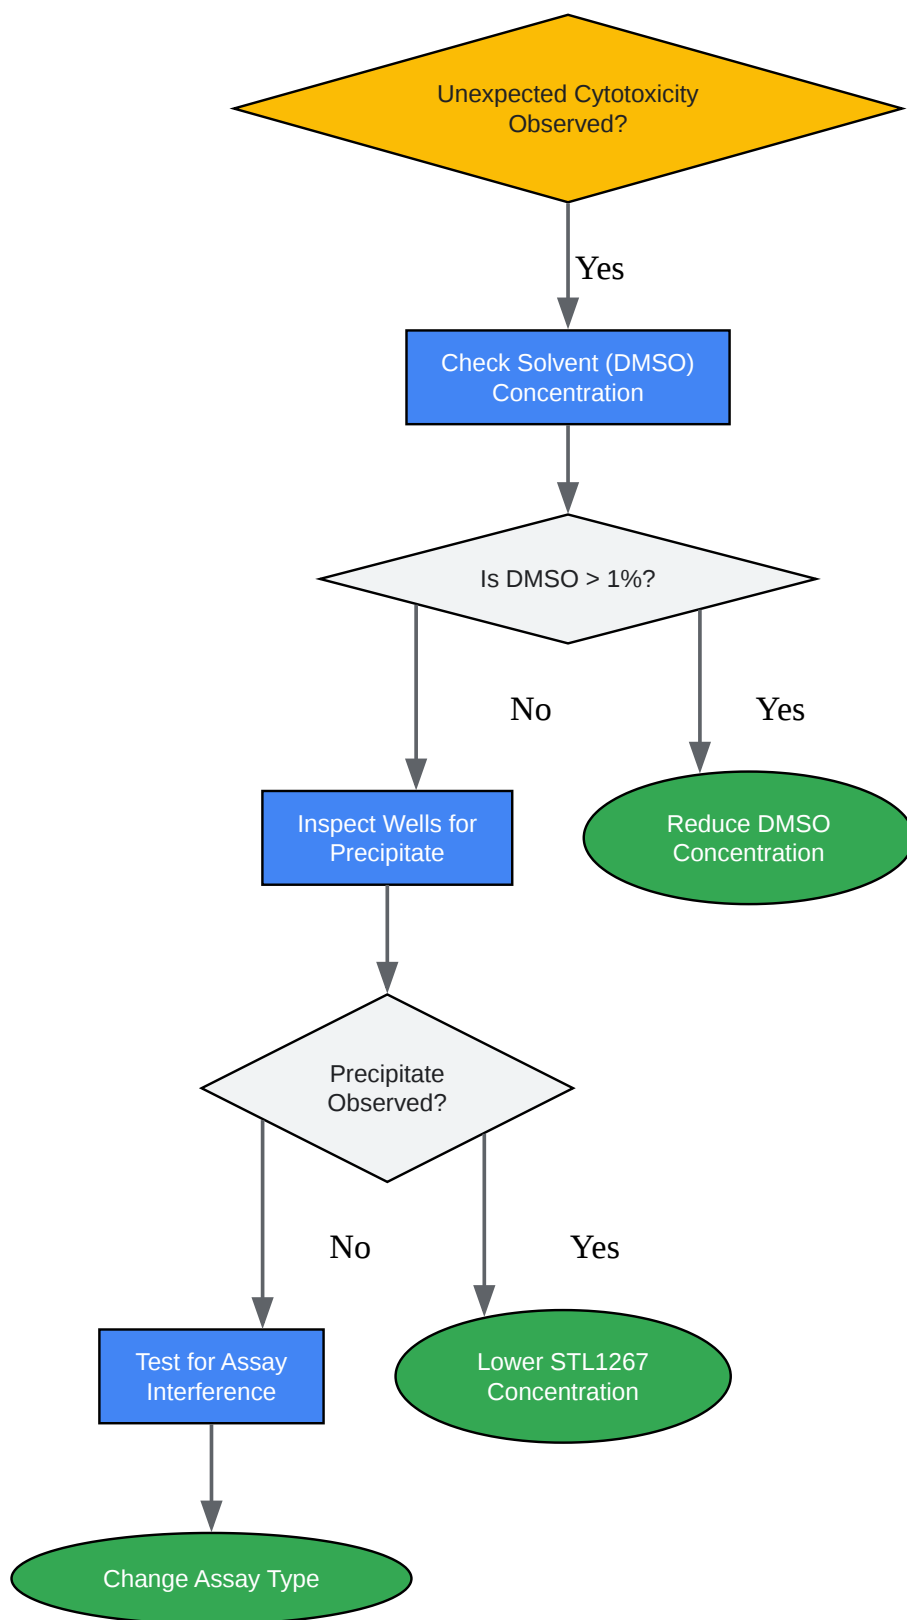 Unexpected Cytotoxicity
Observed?
Yes
Check Solvent (DMSO)
Concentration
Is DMSO > 1%?
No
Yes
Inspect Wells for
Precipitate
Reduce DMSO
Concentration
Precipitate
Observed?
No
Yes
Test for Assay
Interference
Lower STL1267
Concentration
Change Assay Type